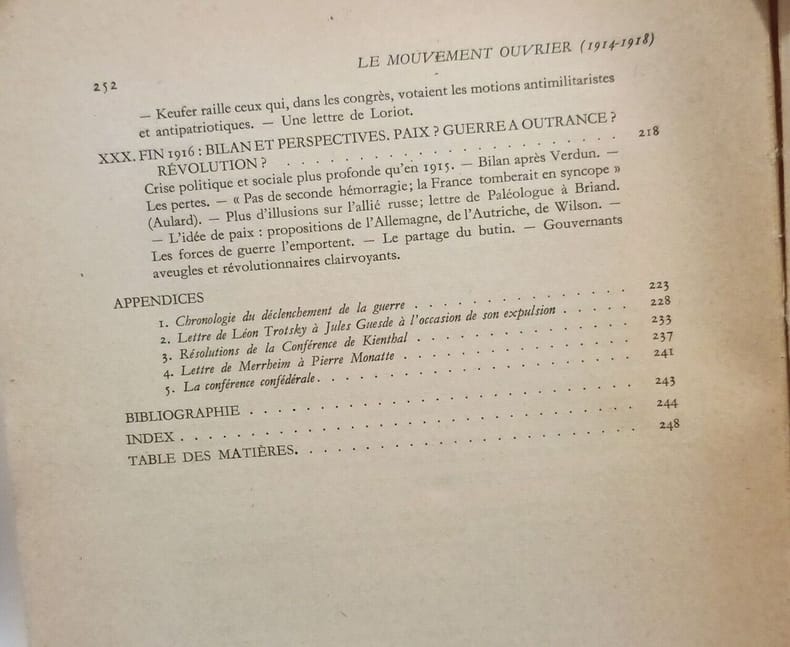 252
LE MOUVEMENT OUVRIER (1914-1918)
— Keufer raille ceux qui, dans les congrès, votaient les motions antimilitaristes
et antipatriotiques. — Une lettre de Loriot.
XXX. FIN 1916 : BILAN ET PERSPECTIVES. PAIX ? GUERRE A OUTRANCE ?
RÉVOLUTION ? . . . . . . . . . . . . . . . . . . 218
Crise politique et sociale plus profonde qu'en 1915. — Bilan après Verdun. —
Les pertes. — « Pas de seconde hémorragie; la France tomberait en syncope »
(Aulard). — Plus d'illusions sur l'allié russe; lettre de Paléologue à Briand.
— L'idée de paix : propositions de l'Allemagne, de l'Autriche, de Wilson. —
Les forces de guerre l'emportent. — Le partage du butin. — Gouvernants
aveugles et révolutionnaires clairvoyants.
APPENDICES
1. Chronologie du déclenchement de la guerre . . . . . . . . . . . . 223
2. Lettre de Léon Trotsky à Jules Guesde à l'occasion de son expulsion . . . . . 228
3. Résolutions de la Conférence de Kienthal . . . . . . . . . . . . 233
4. Lettre de Merrheim à Pierre Monatte . . . . . . . . . . . . . 237
5. La conférence confédérale. . . . . . . . . . . . . . . . . . 241
BIBLIOGRAPHIE . . . . . . . . . . . . . . . . . . . . . 243
INDEX . . . . . . . . . . . . . . . . . . . . . . . . 244
TABLE DES MATIÈRES. . . . . . . . . . . . . . . . . . . 248